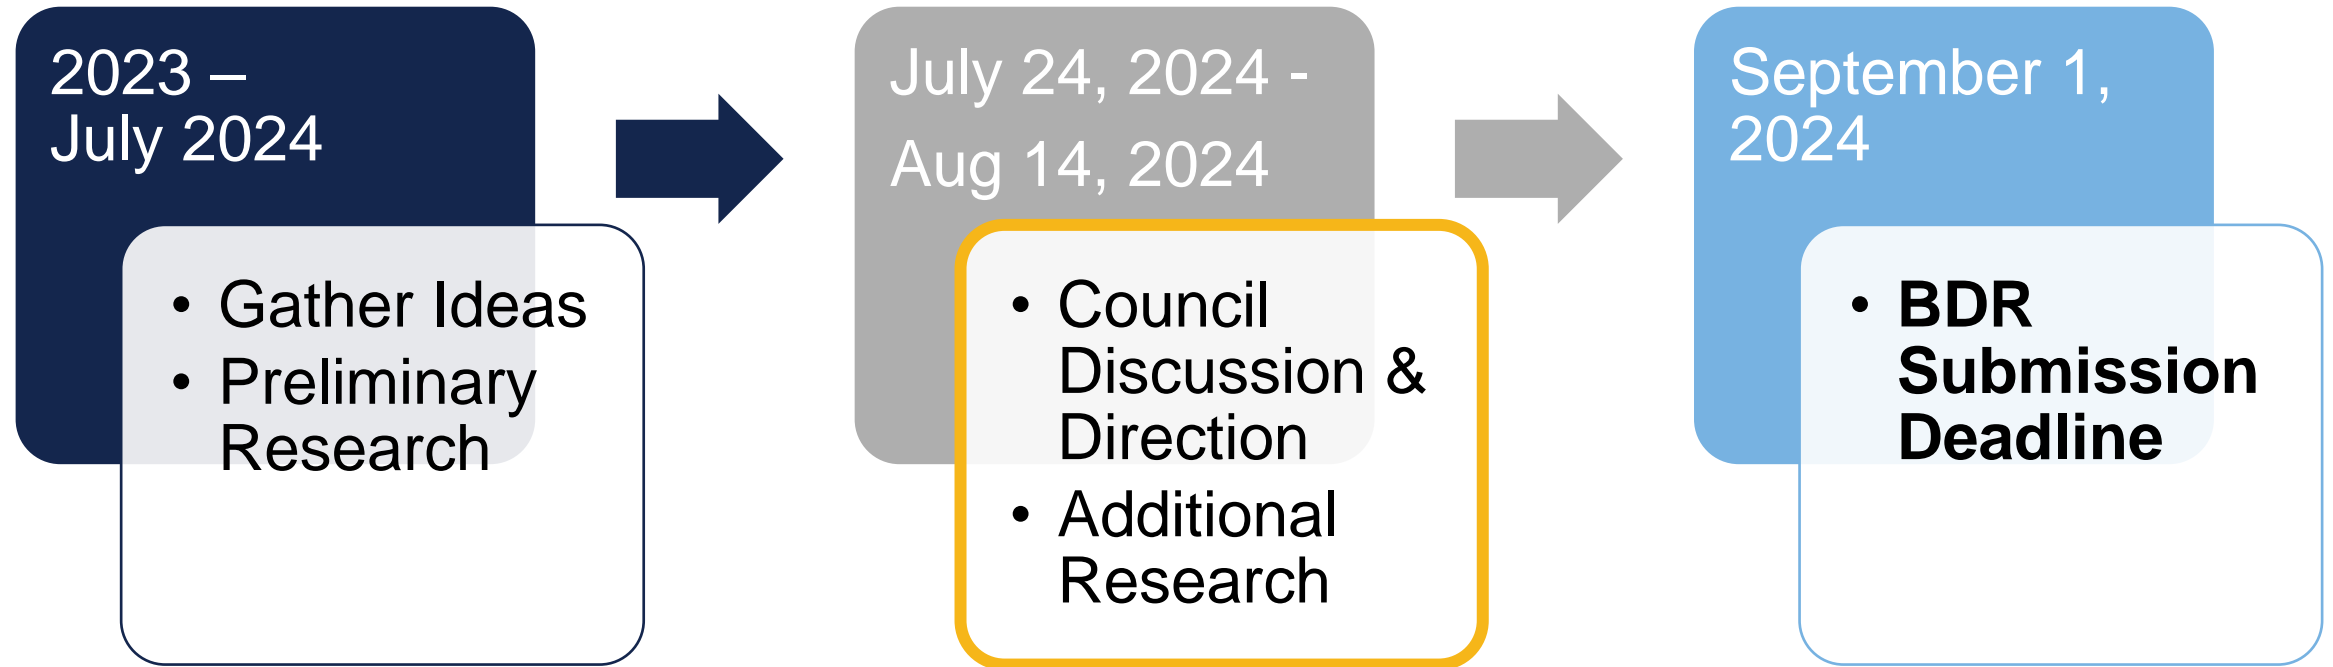 2023 –
July 2024
• Gather Ideas
• Preliminary
Research
July 24, 2024 -
Aug 14, 2024
• Council
Discussion &
Direction
• Additional
Research
September 1,
2024
• BDR
Submission
Deadline